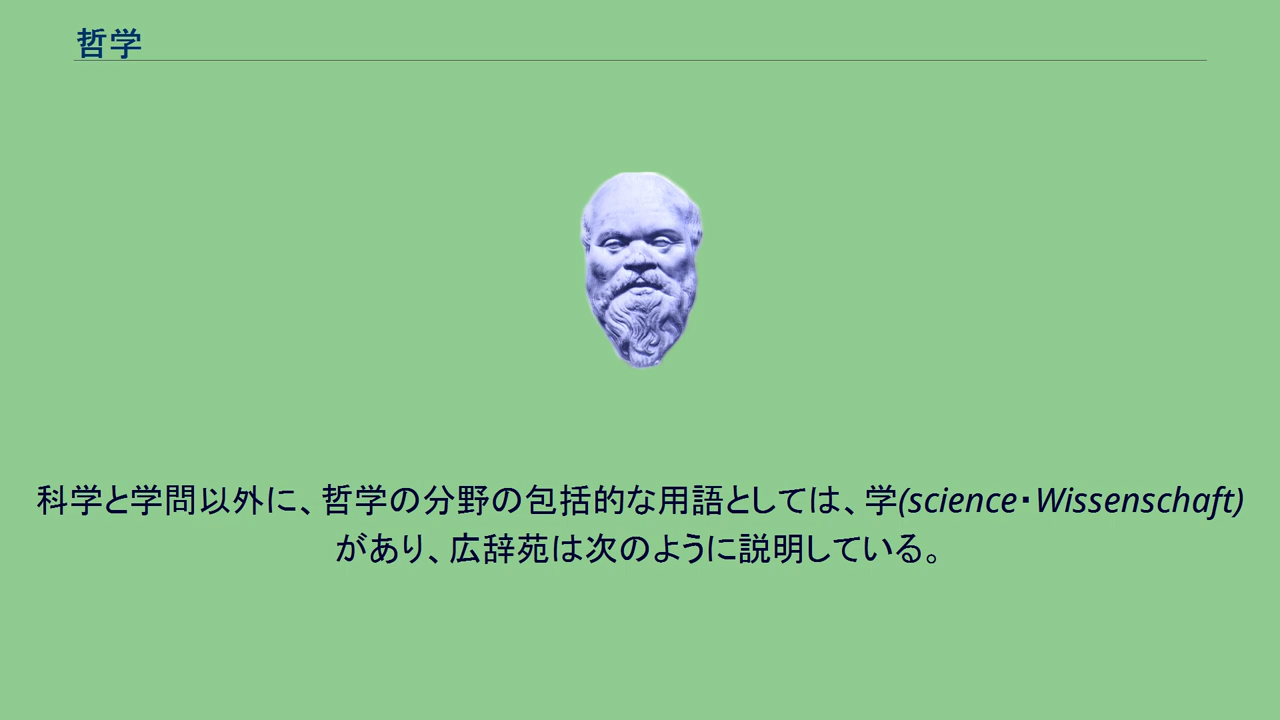 哲学
科学と学問以外に、哲学の分野の包括的な用語としては、学(science・Wissenschaft)
があり、広辞苑は次のように説明している。